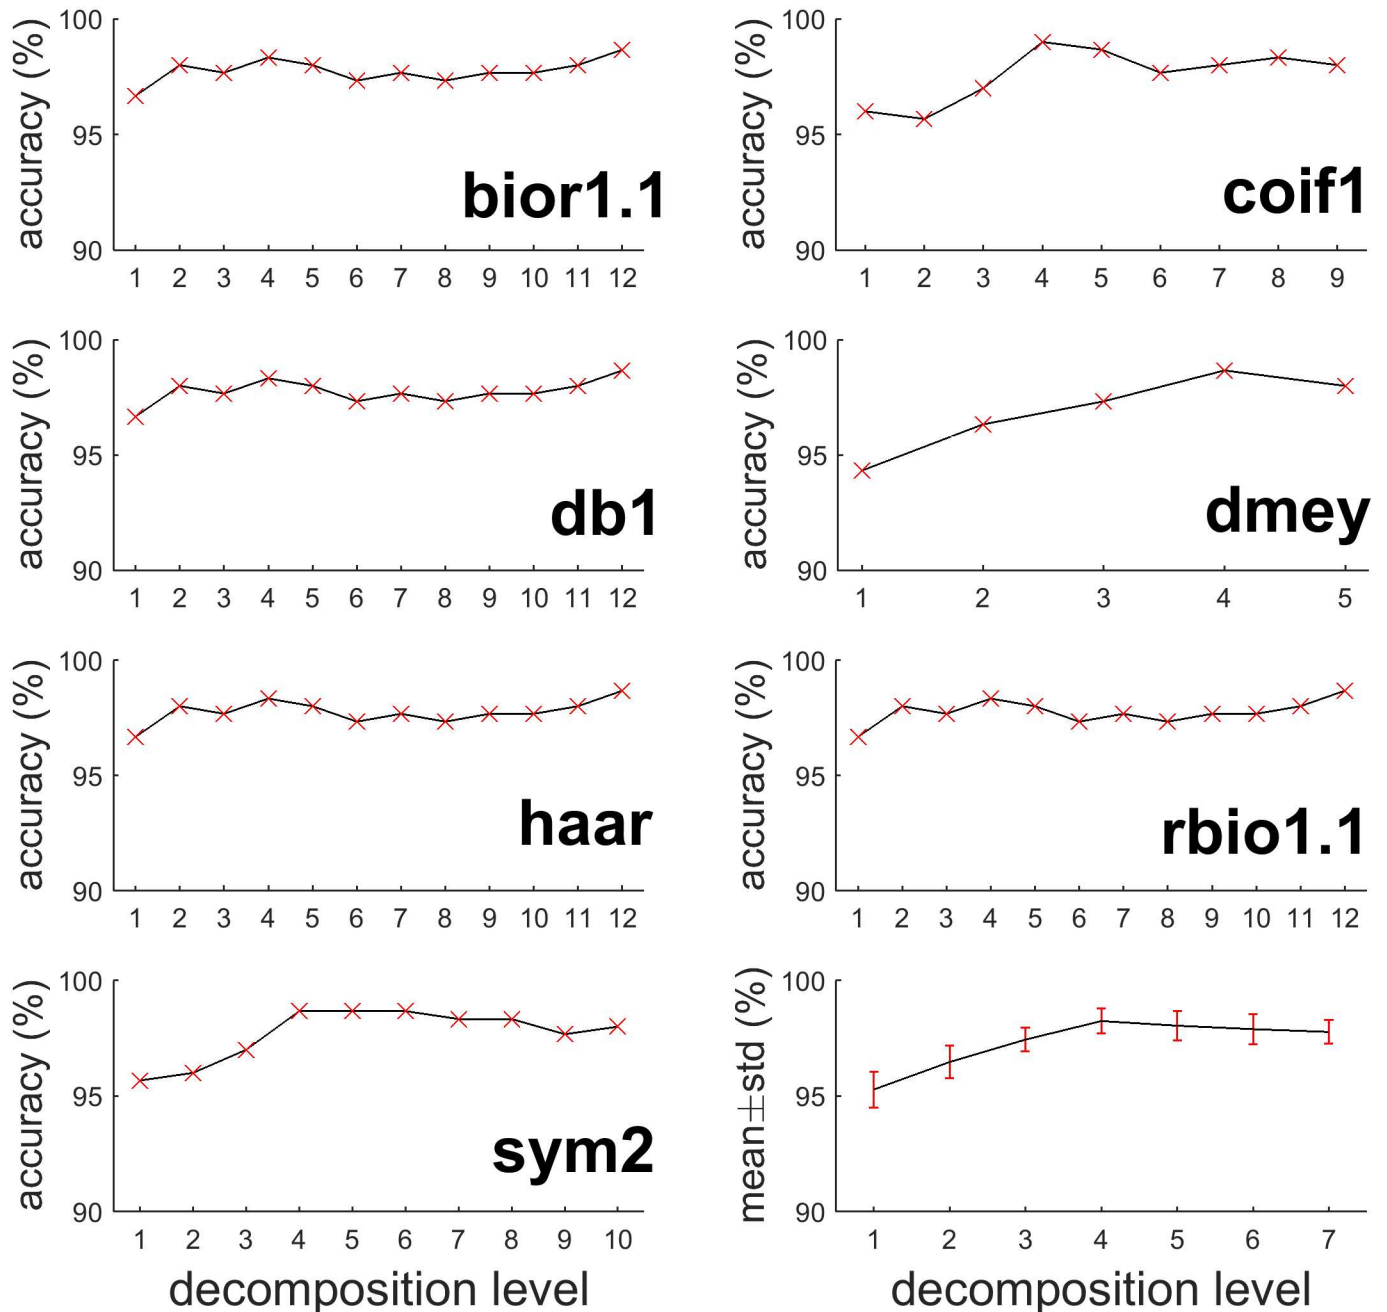 accuracy (%)
100
95
90
bior1.1
1 2 3 4 5 6 7 8 9 10 11 12
accuracy (%)
100
95
90
coif1
1 2 3 4 5 6 7 8 9
accuracy (%)
100
95
90
db1
1 2 3 4 5 6 7 8 9 10 11 12
accuracy (%)
100
95
90
dmey
1 2 3 4 5
accuracy (%)
100
95
90
haar
1 2 3 4 5 6 7 8 9 10 11 12
accuracy (%)
100
95
90
rbio1.1
1 2 3 4 5 6 7 8 9 10 11 12
accuracy (%)
100
95
90
sym2
1 2 3 4 5 6 7 8 9 10
decomposition level
mean±std (%)
100
95
90
1 2 3 4 5 6 7
decomposition level